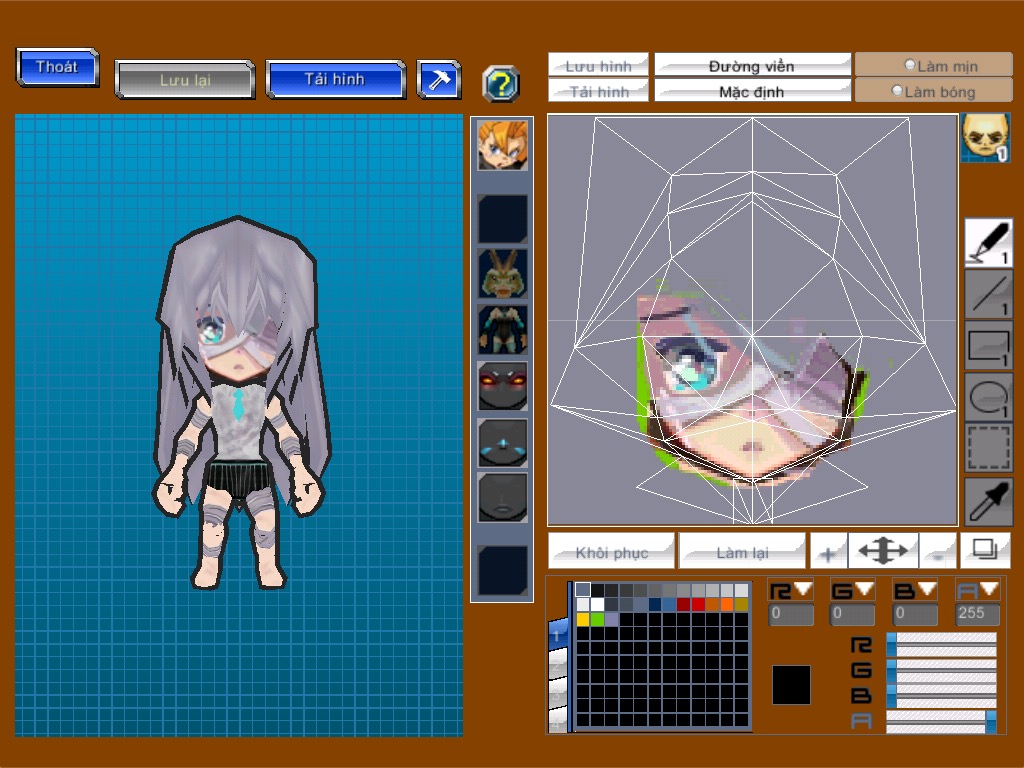 Thoát
Lưu lại
Tải hình
Lưu hình
Đường viền
Làm mịn
Tải hình
Mặc định
Làm bóng
1
1
1
1
1
Khôi phục
Làm lại
R G B A
0 0 0 255
1
R
G
B
A